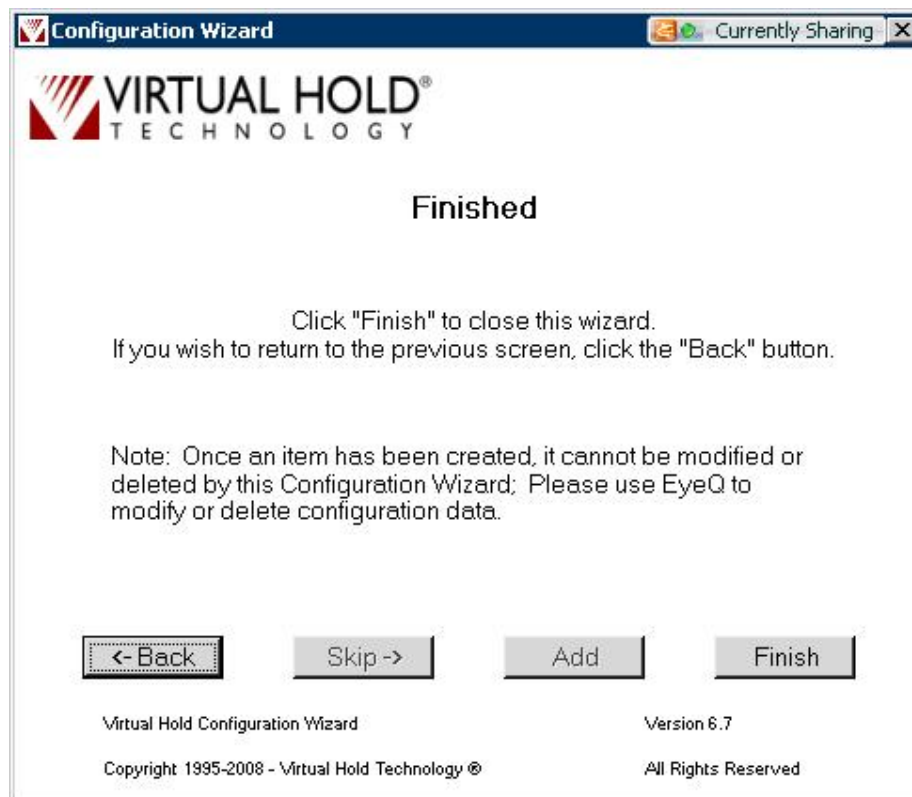 Configuration Wizard Currently Sharing
VIRTUAL HOLD®
TECHNOLOGY
Finished
Click "Finish" to close this wizard.
If you wish to return to the previous screen, click the "Back" button.
Note: Once an item has been created, it cannot be modified or
deleted by this Configuration Wizard; Please use EyeQ to
modify or delete configuration data.
<- Back Skip -> Add Finish
Virtual Hold Configuration Wizard Version 6.7
Copyright 1995-2008 - Virtual Hold Technology ® All Rights Reserved